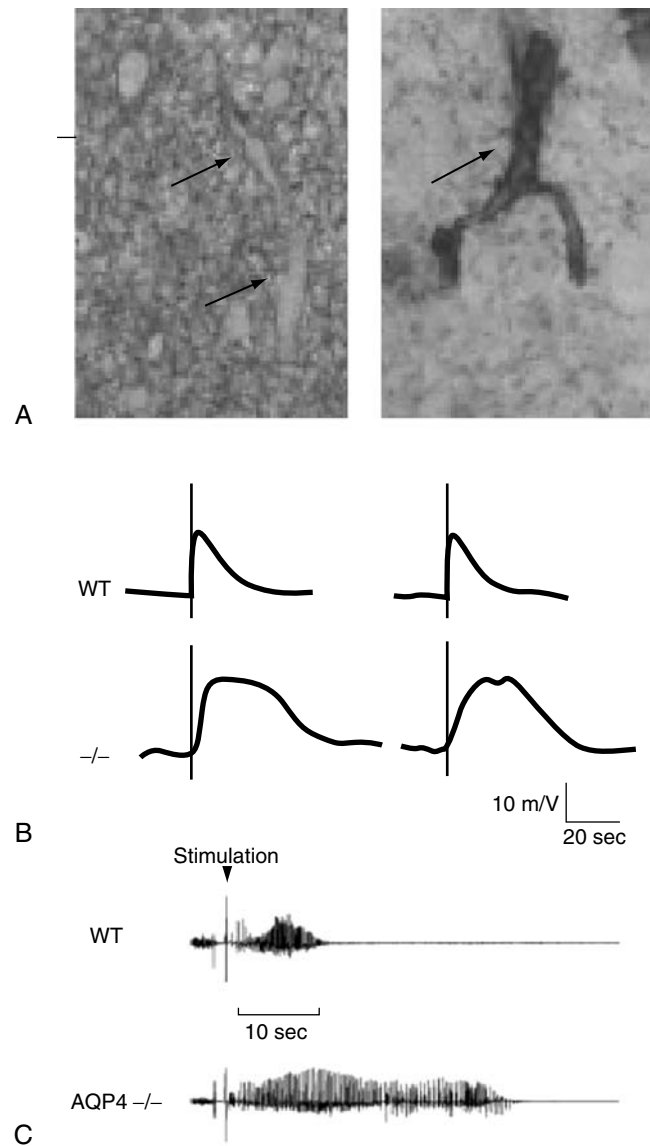 A
WT
–/–
10 m/V
20 sec
B
Stimulation
WT
10 sec
AQP4 –/–
C